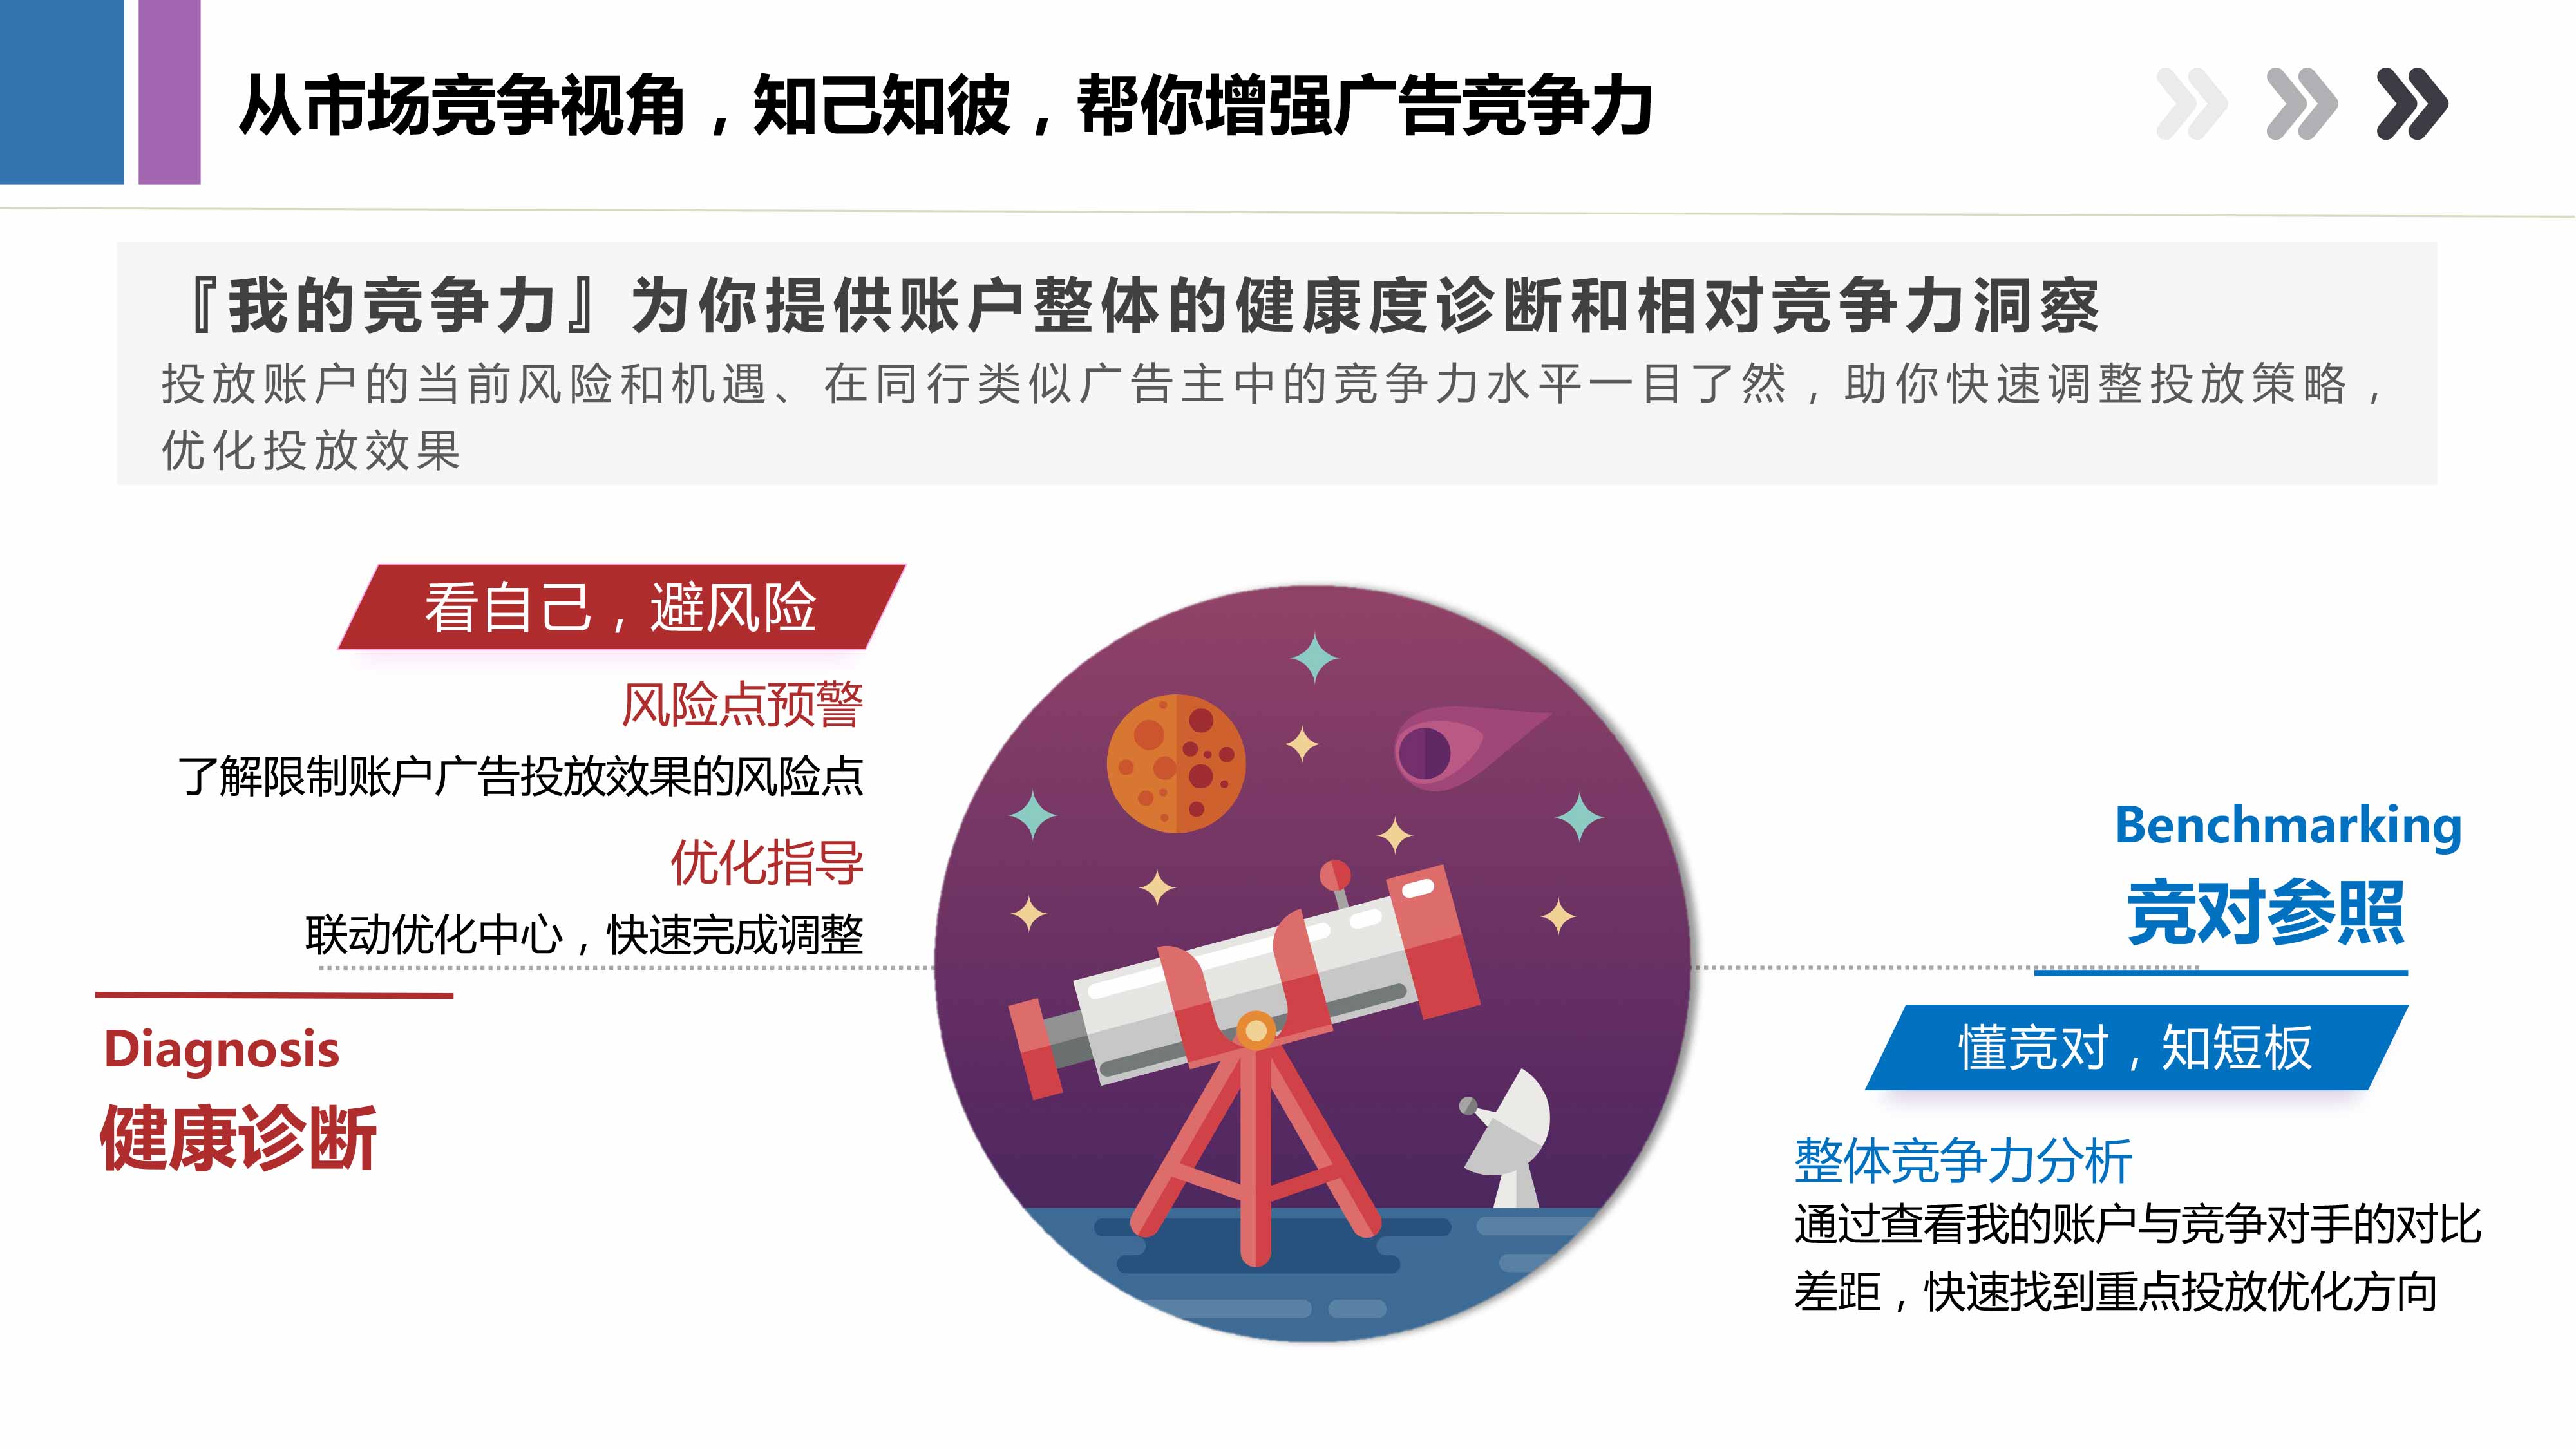 从市场竞争视角，知己知彼，帮你增强广告竞争力
『我的竞争力』为你提供账户整体的健康度诊断和相对竞争力洞察
投放账户的当前风险和机遇、在同行类似广告主中的竞争力水平一目了然，助你快速调整投放策略，
优化投放效果
看自己，避风险
风险点预警
了解限制账户广告投放效果的风险点
优化指导
联动优化中心，快速完成调整
Diagnosis
健康诊断
Benchmarking
竞对参照
懂竞对，知短板
整体竞争力分析
通过查看我的账户与竞争对手的对比
差距，快速找到重点投放优化方向